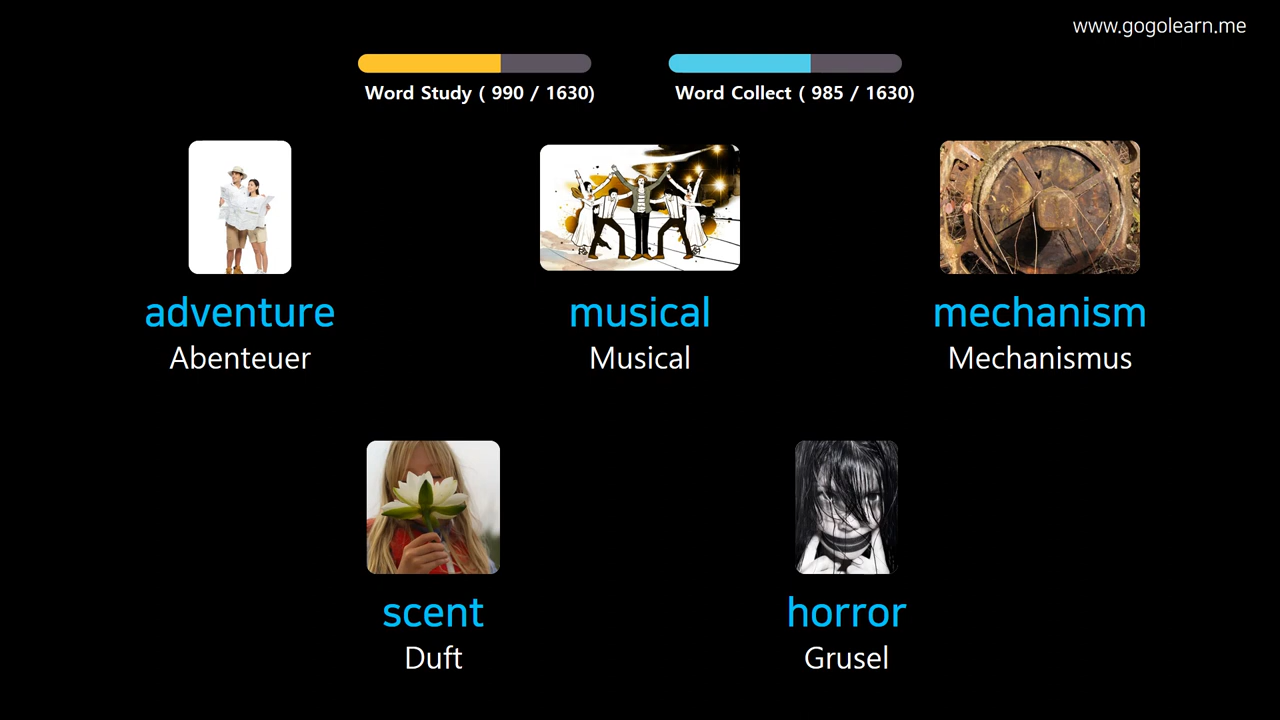 www.gogolearn.me
Word Study ( 990 / 1630)
Word Collect ( 985 / 1630)
adventure
Abenteuer
musical
Musical
mechanism
Mechanismus
scent
Duft
horror
Grusel